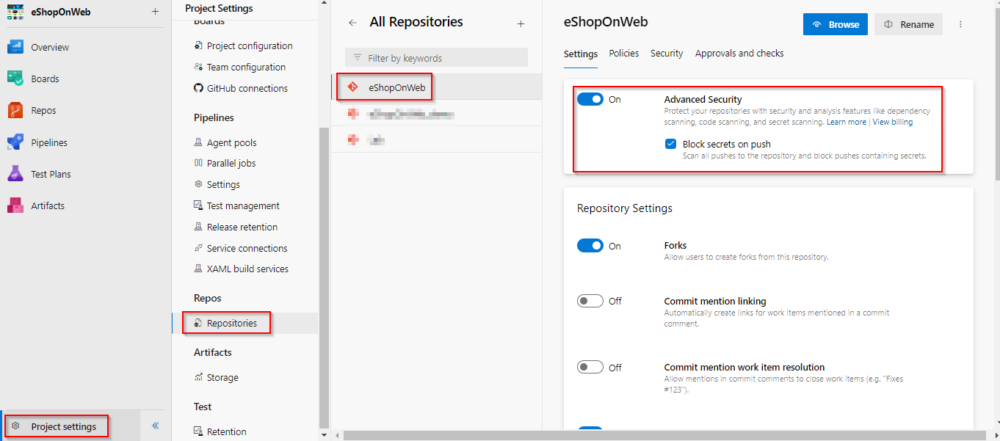 eShopOnWeb
Overview
Boards
Repos
Pipelines
Test Plans
Artifacts
Project settings
Project Settings
Boards
Project configuration
Team configuration
GitHub connections
Pipelines
Agent pools
Parallel jobs
Settings
Test management
Release retention
Service connections
XAML build services
Repos
Repositories
Artifacts
Storage
Test
Retention
All Repositories
Filter by keywords
eShopOnWeb
eShopOnWeb
Browse
Rename
Settings Policies Security Approvals and checks
On
Advanced Security
Protect your repositories with security and analysis features like dependency
scanning, code scanning, and secret scanning. Learn more | View billing
Block secrets on push
Scan all pushes to the repository and block pushes containing secrets.
Repository Settings
On
Forks
Allow users to create forks from this repository.
Off
Commit mention linking
Automatically create links for work items mentioned in a commit
comment.
Off
Commit mention work item resolution
Allow mentions in commit comments to close work items (e.g. "Fixes
#123").